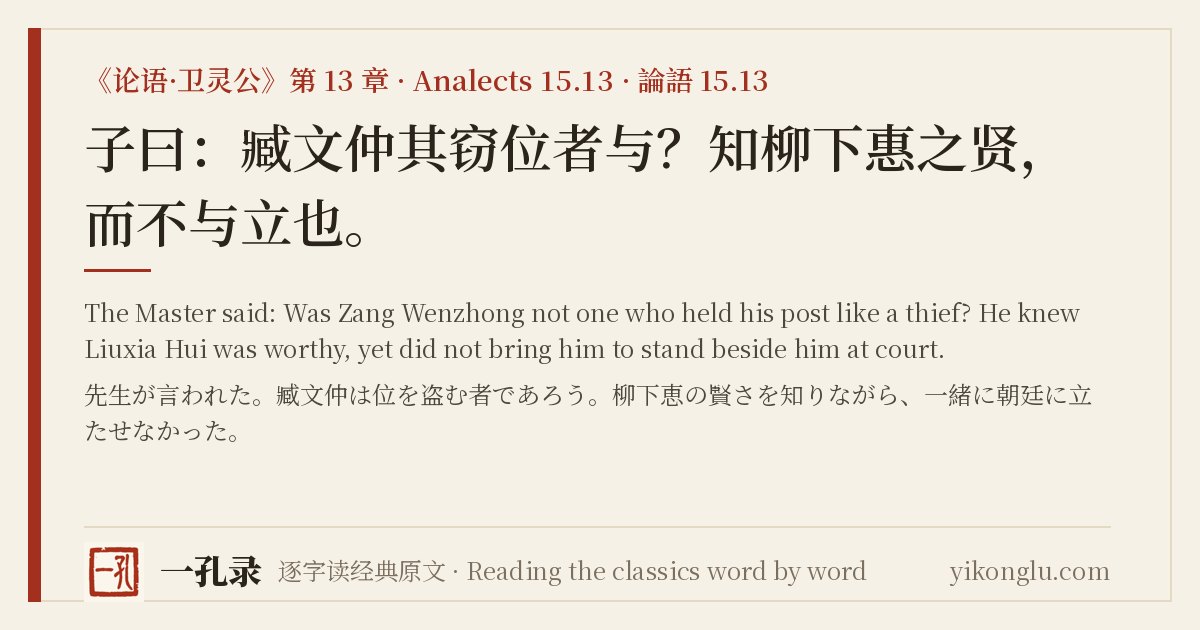 《论语·卫灵公》第 13 章 · Analects 15.13 · 論語 15.13
子曰：臧文仲其窃位者与？知柳下惠之贤，
而不与立也。
The Master said: Was Zang Wenzhong not one who held his post like a thief? He knew
Liuxia Hui was worthy, yet did not bring him to stand beside him at court.
先生が言われた。臧文仲は位を盗む者であろう。柳下恵の賢さを知りながら、一緒に朝廷に立
たせなかった。
一孔
一孔录 逐字读经典原文 · Reading the classics word by word yikonglu.com